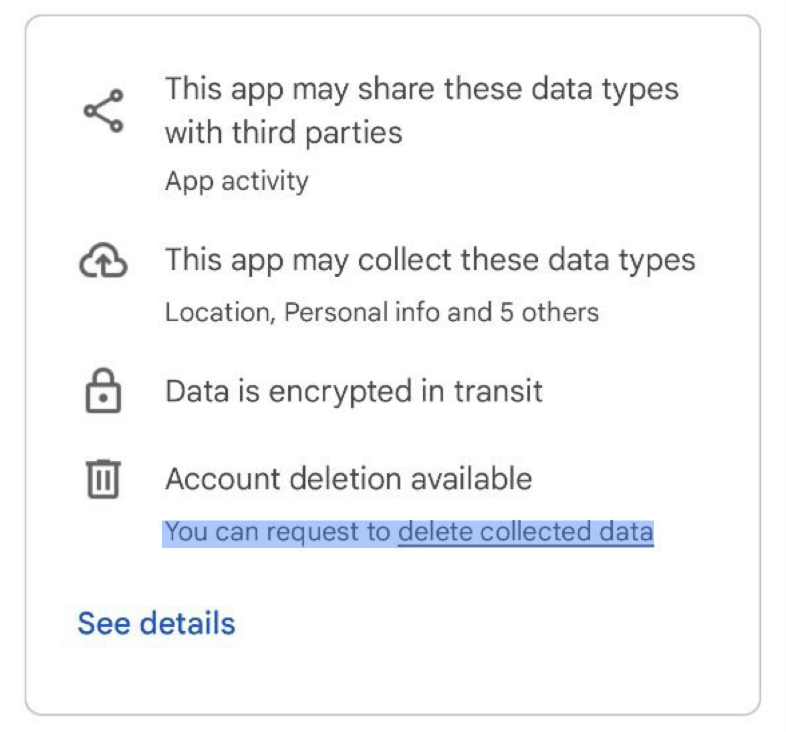 This app may share these data types
with third parties
App activity
This app may collect these data types
Location, Personal info and 5 others
Data is encrypted in transit
Account deletion available
You can request to delete collected data
See details